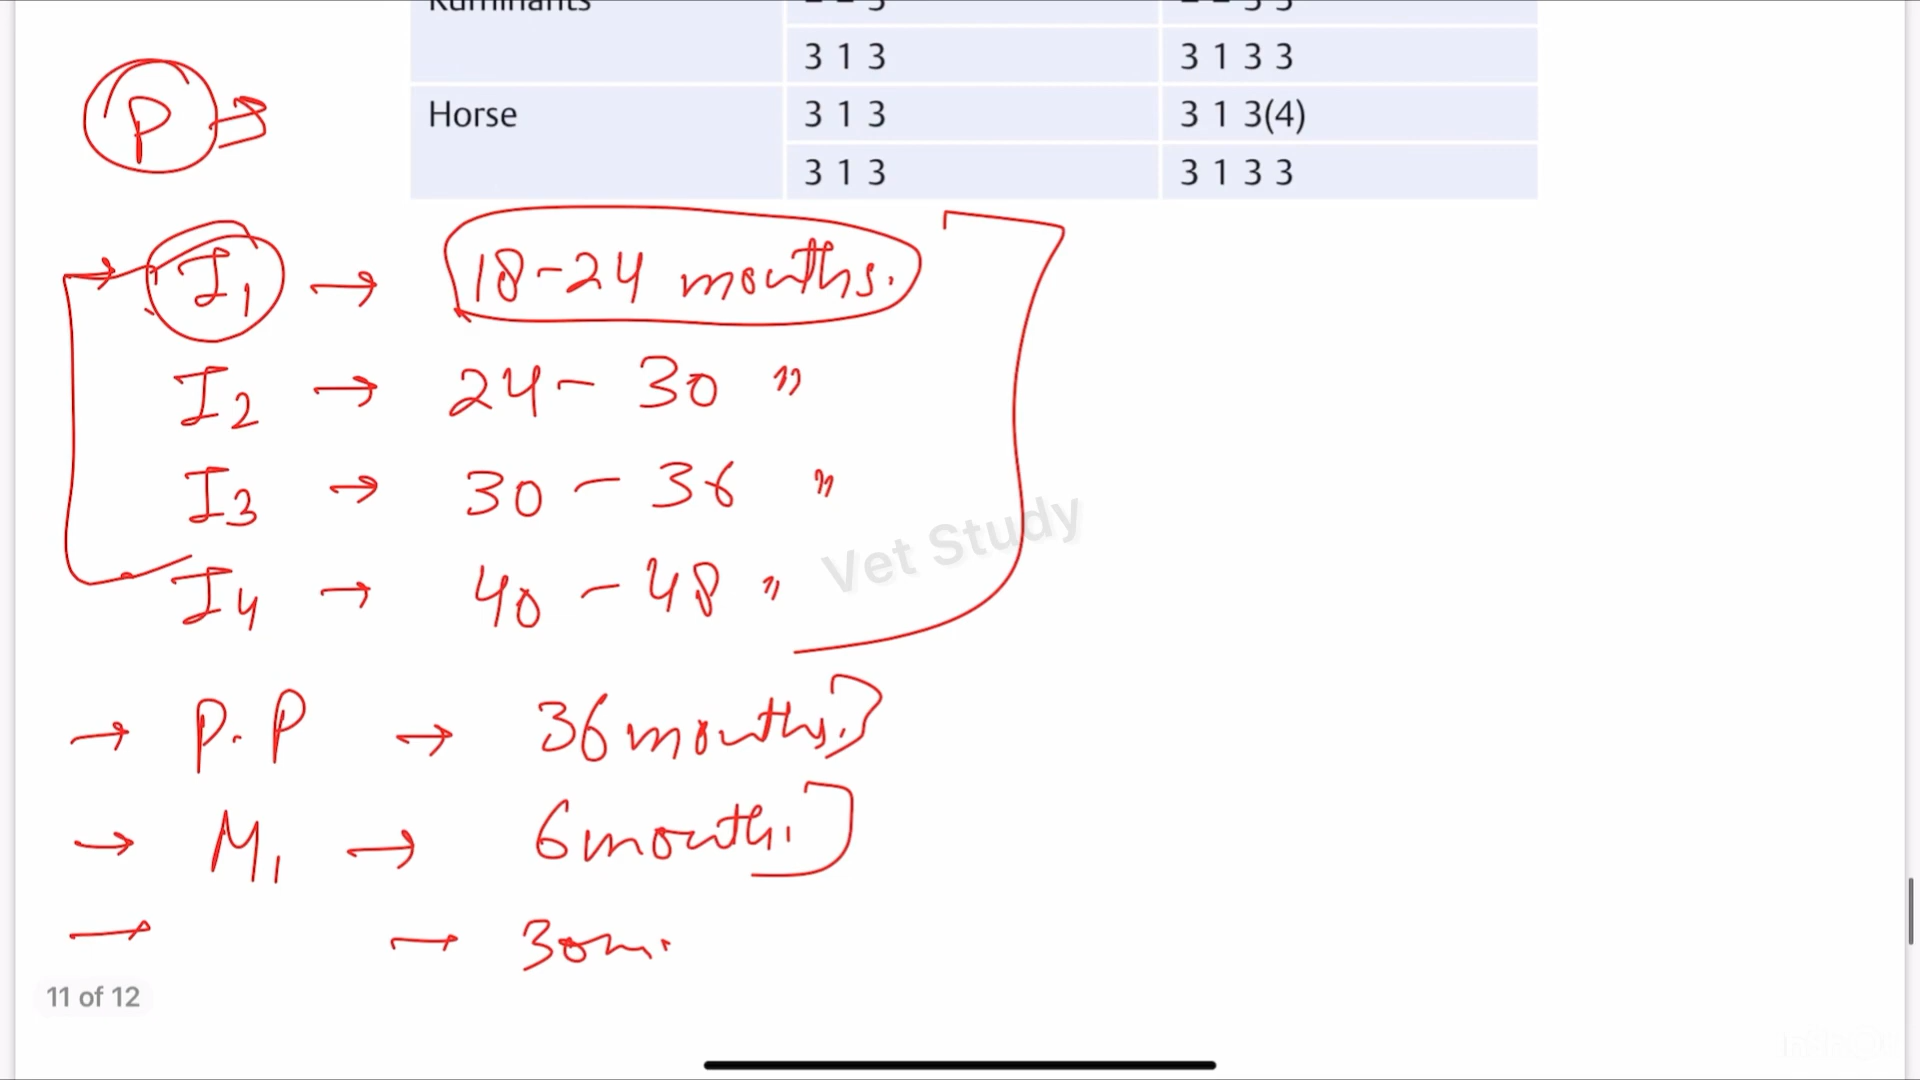 Ruminants
3 1 3 3 1 3 3
P
Horse 3 1 3 3 1 3(4)
3 1 3 3 1 3 3
I1 → 18-24 months.
I2 → 24 - 30 "
I3 → 30 - 36 "
I4 → 40 - 48 "
Vet Study
→ P.P → 36 months.
→ M1 → 6 month.
→ → 30m.
11 of 12